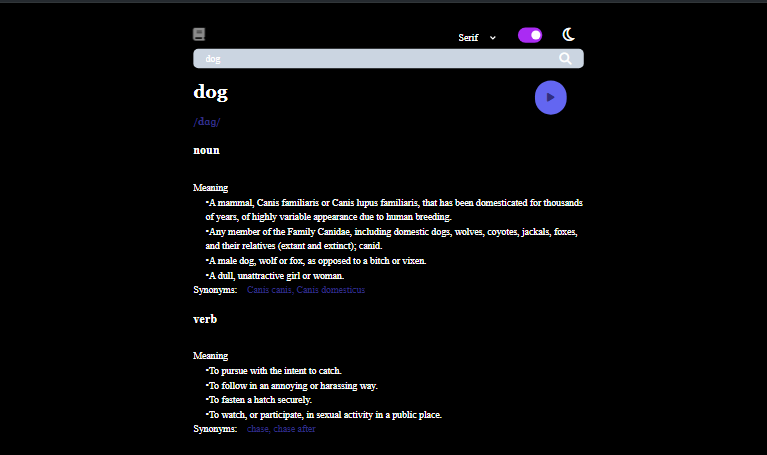 Serif
dog
dog
/dɑɡ/
noun
Meaning
•A mammal, Canis familiaris or Canis lupus familiaris, that has been domesticated for thousands
of years, of highly variable appearance due to human breeding.
•Any member of the Family Canidae, including domestic dogs, wolves, coyotes, jackals, foxes,
and their relatives (extant and extinct); canid.
•A male dog, wolf or fox, as opposed to a bitch or vixen.
•A dull, unattractive girl or woman.
Synonyms: Canis canis, Canis domesticus
verb
Meaning
•To pursue with the intent to catch.
•To follow in an annoying or harassing way.
•To fasten a hatch securely.
•To watch, or participate, in sexual activity in a public place.
Synonyms: chase, chase after